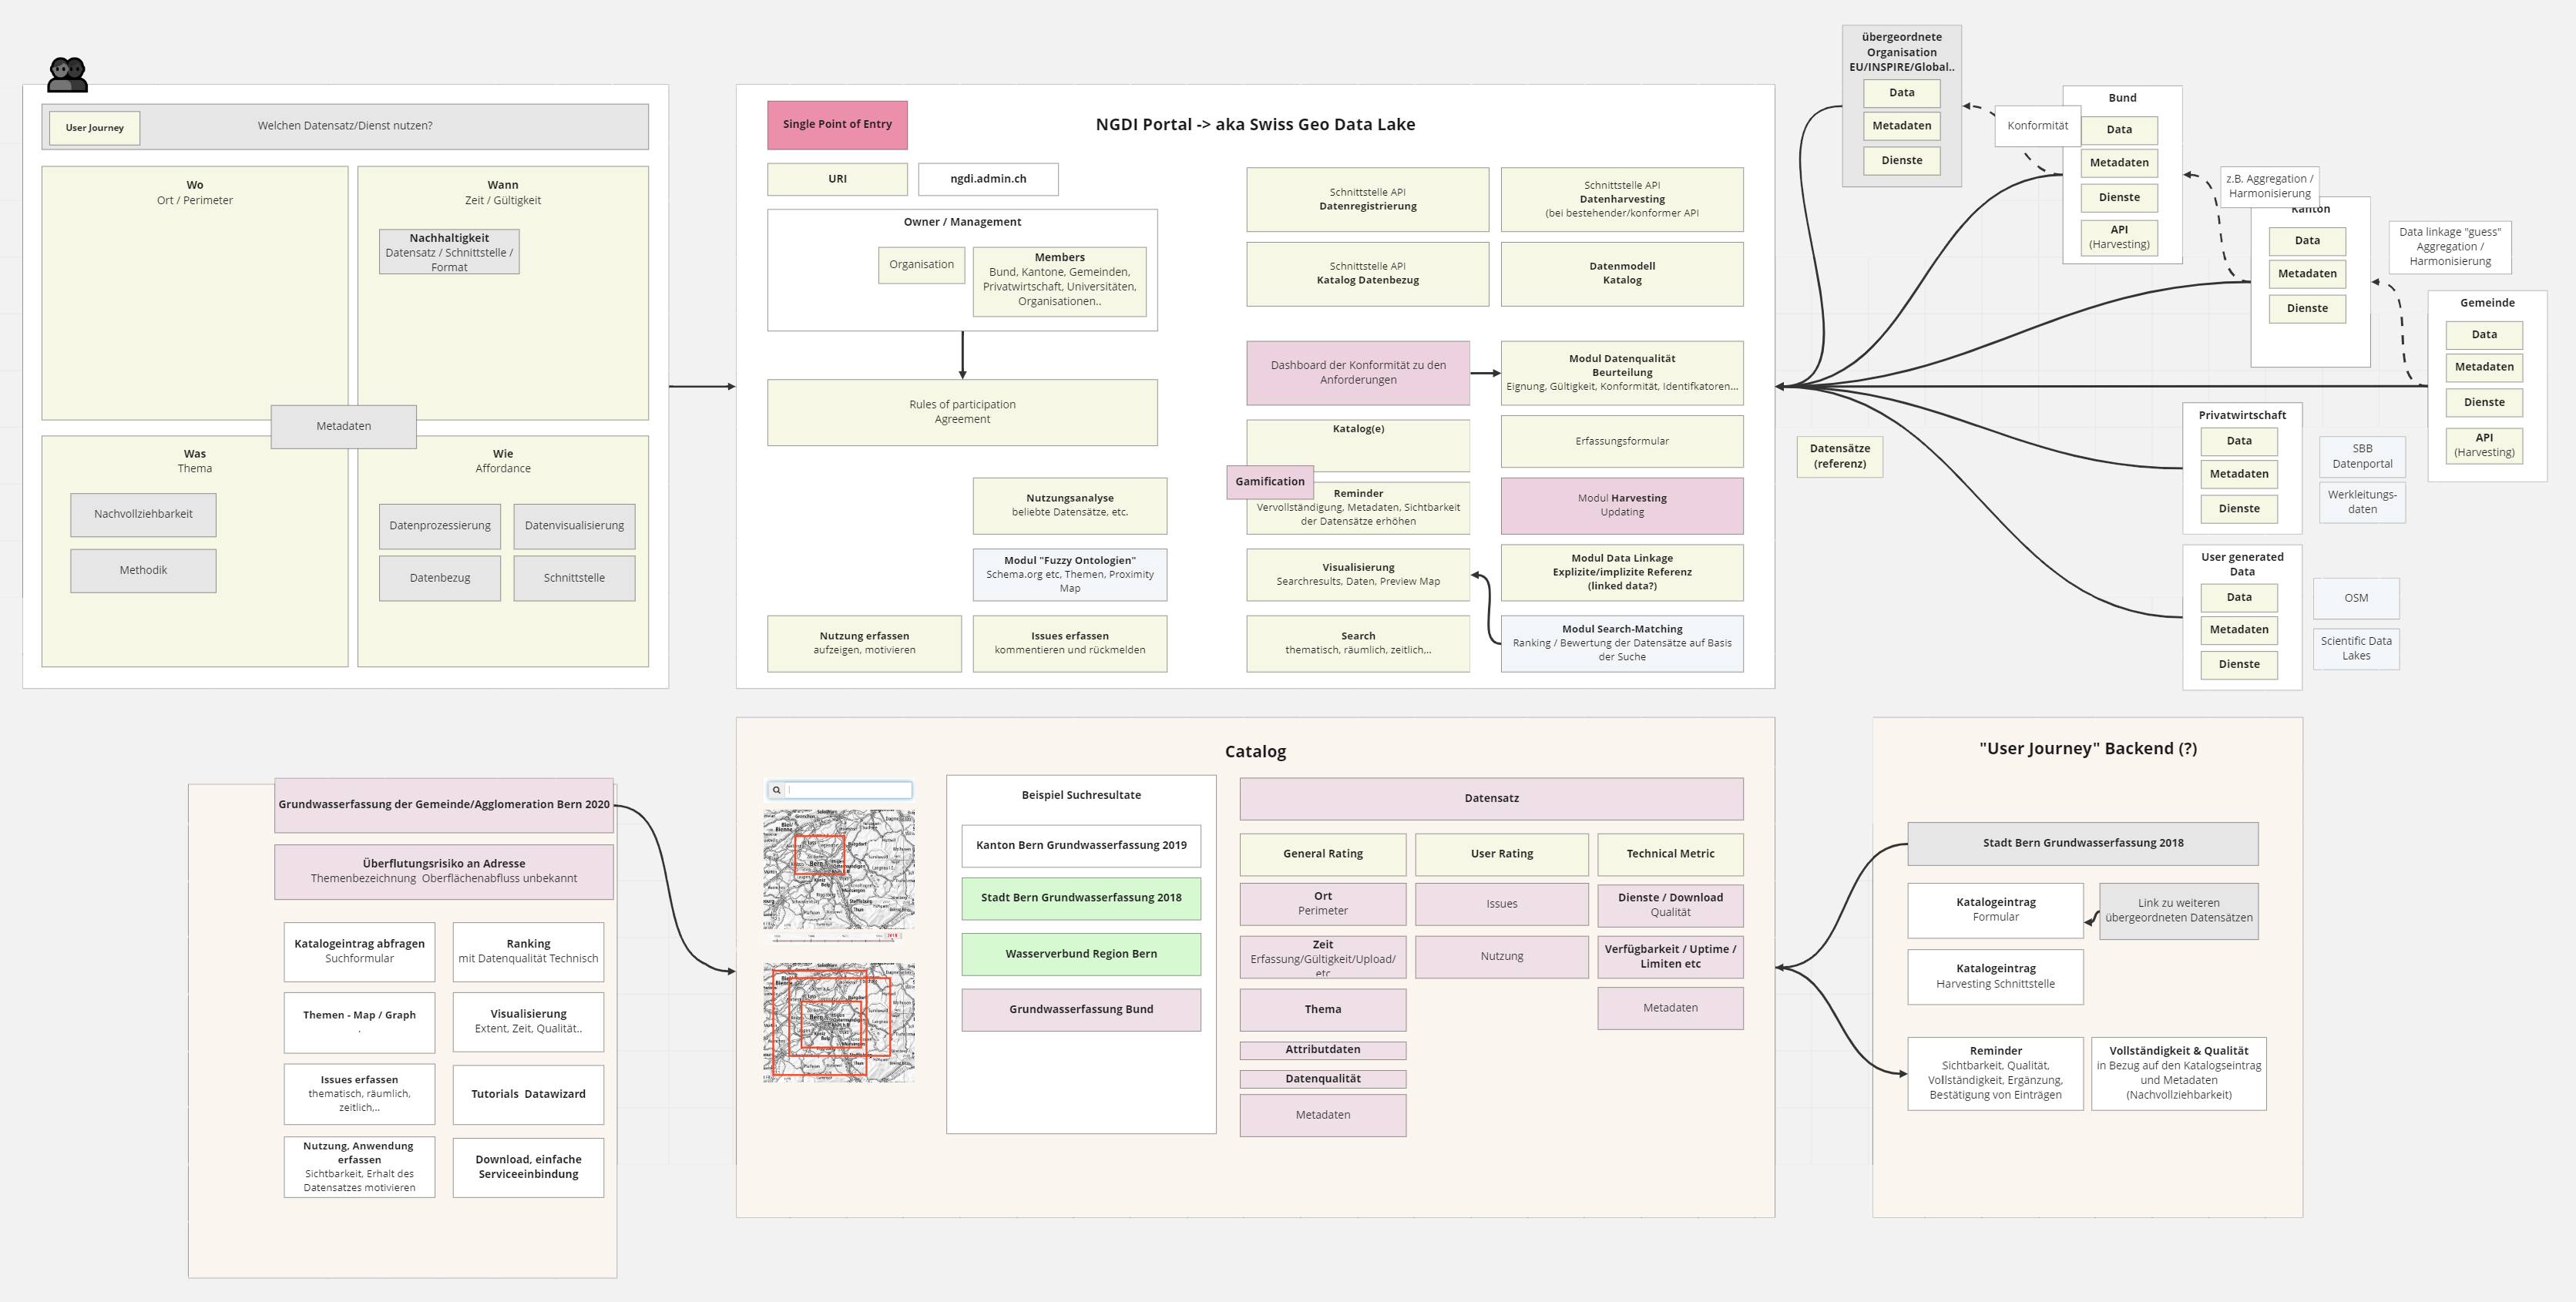 User Journey
Welchen Datensatz/Dienst nutzen?
Wo
Ort / Perimeter
Wann
Zeit / Gültigkeit
Nachhaltigkeit
Datensatz / Schnittstelle /
Format
Metadaten
Was
Thema
Nachvollziehbarkeit
Methodik
Wie
Affordance
Datenprozessierung
Datenvisualisierung
Datenbezug
Schnittstelle
Single Point of Entry
NGDI Portal -> aka Swiss Geo Data Lake
URI
ngdi.admin.ch
Owner / Management
Organisation
Members
Bund, Kantone, Gemeinden,
Privatwirtschaft, Universitäten,
Organisationen..
Rules of participation
Agreement
Nutzungsanalyse
beliebte Datensätze, etc.
Modul "Fuzzy Ontologien"
Schema.org etc, Themen, Proximity
Map
Nutzung erfassen
aufzeigen, motivieren
Issues erfassen
kommentieren und rückmelden
Schnittstelle API
Datenregistrierung
Schnittstelle API
Datenharvesting
(bei bestehender/konformer API
Schnittstelle API
Katalog Datenbezug
Datenmodell
Katalog
Dashboard der Konformität zu den
Anforderungen
Modul Datenqualität
Beurteilung
Eignung, Gültigkeit, Konformität, Identifkatoren...
Katalog(e)
Erfassungsformular
Gamification
Reminder
Vervollständigung, Metadaten, Sichtbarkeit
der Datensätze erhöhen
Modul Harvesting
Updating
Visualisierung
Searchresults, Daten, Preview Map
Modul Data Linkage
Explizite/implizite Referenz
(linked data?)
Search
thematisch, räumlich, zeitlich,..
Modul Search-Matching
Ranking / Bewertung der Datensätze auf Basis
der Suche
übergeordnete
Organisation
EU/INSPIRE/Global..
Data
Metadaten
Dienste
Konformität
Bund
Data
Metadaten
Dienste
API
(Harvesting)
z.B. Aggregation /
Harmonisierung
Kanton
Data
Metadaten
Dienste
Data linkage "guess"
Aggregation /
Harmonisierung
Gemeinde
Data
Metadaten
Dienste
API
(Harvesting)
Datensätze
(referenz)
Privatwirtschaft
Data
Metadaten
Dienste
SBB
Datenportal
Werkleitungs-
daten
User generated
Data
Data
Metadaten
Dienste
OSM
Scientific Data
Lakes
Grundwasserfassung der Gemeinde/Agglomeration Bern 2020
Überflutungsrisiko an Adresse
Themenbezeichnung Oberflächenabfluss unbekannt
Katalogeintrag abfragen
Suchformular
Ranking
mit Datenqualität Technisch
Themen - Map / Graph
.
Visualisierung
Extent, Zeit, Qualität..
Issues erfassen
thematisch, räumlich,
zeitlich,..
Tutorials Datawizard
Nutzung, Anwendung
erfassen
Sichtbarkeit, Erhalt des
Datensatzes motivieren
Download, einfache
Serviceeinbindung
Catalog
Beispiel Suchresultate
Kanton Bern Grundwasserfassung 2019
Stadt Bern Grundwasserfassung 2018
Wasserverbund Region Bern
Grundwasserfassung Bund
Datensatz
General Rating
User Rating
Technical Metric
Ort
Perimeter
Issues
Dienste / Download
Qualität
Zeit
Erfassung/Gültigkeit/Upload/
etc
Nutzung
Verfügbarkeit / Uptime /
Limiten etc
Thema
Metadaten
Attributdaten
Datenqualität
Metadaten
"User Journey" Backend (?)
Stadt Bern Grundwasserfassung 2018
Katalogeintrag
Formular
Link zu weiteren
übergeordneten Datensätzen
Katalogeintrag
Harvesting Schnittstelle
Reminder
Sichtbarkeit, Qualität,
Vollständigkeit, Ergänzung,
Bestätigung von Einträgen
Vollständigkeit & Qualität
in Bezug auf den Katalogseintrag
und Metadaten
(Nachvollziehbarkeit)